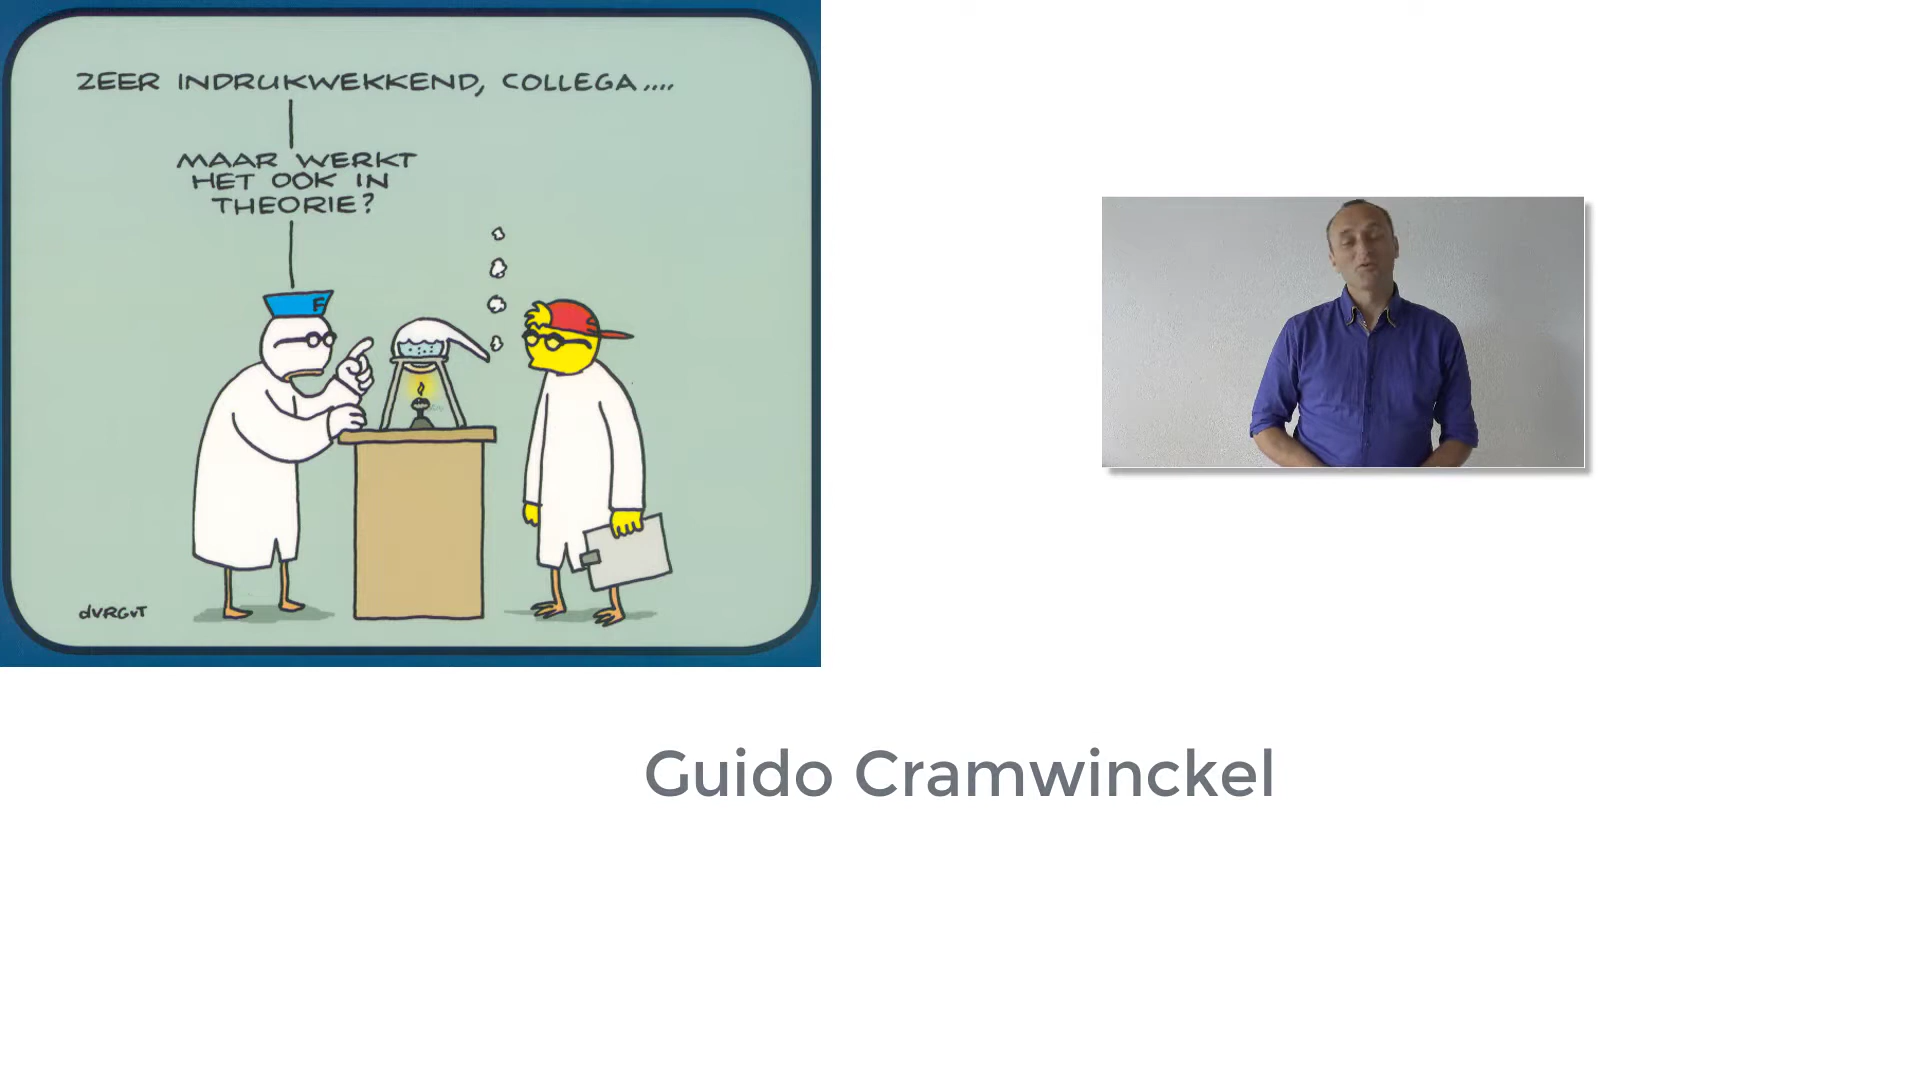 ZEER INDRUKWEKKEND, COLLEGA....
MAAR WERKT
HET OOK IN
THEORIE?
F
dVRGvT
Guido Cramwinckel